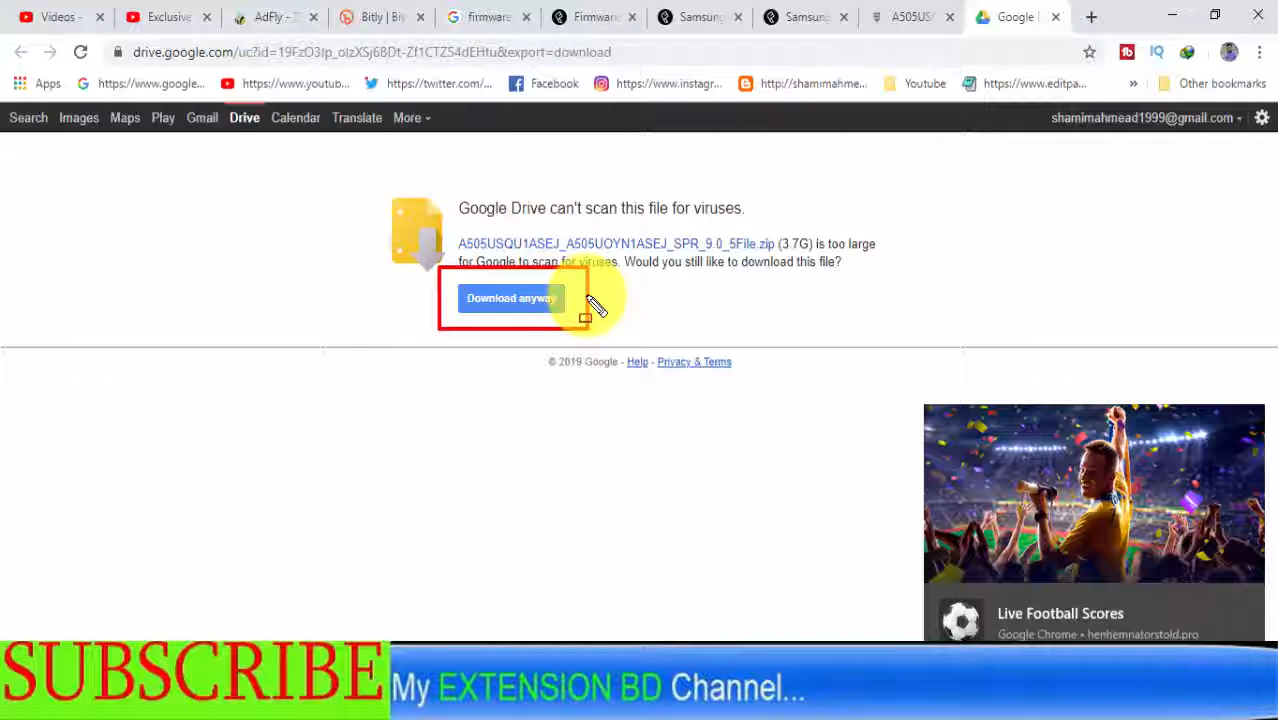 Videos -
Exclusive
AdFly -
Bitly | Bi
firmware
Firmware
Samsung
Samsung
A505US
Google
drive.google.com/uc?id=19FzO3Ip_oIzXSj6BDt-Zf1CTZ54dEHtu&export=download
Apps
https://www.google...
https://www.youtub...
https://twitter.com/...
Facebook
https://www.instagr...
http://shamimahme...
Youtube
https://www.editpa...
Other bookmarks
Search Images Maps Play Gmail Drive Calendar Translate More
shamimahmead1999@gmail.com
Google Drive can't scan this file for viruses.
A505USQU1ASEJ_A505UOYN1ASEJ_SPR_9.0_5File.zip (3.7G) is too large
for Google to scan for viruses. Would you still like to download this file?
Download anyway
© 2019 Google - Help - Privacy & Terms
Live Football Scores
Google Chrome • henhemnatorstold.pro
SUBSCRIBE My EXTENSION BD Channel...